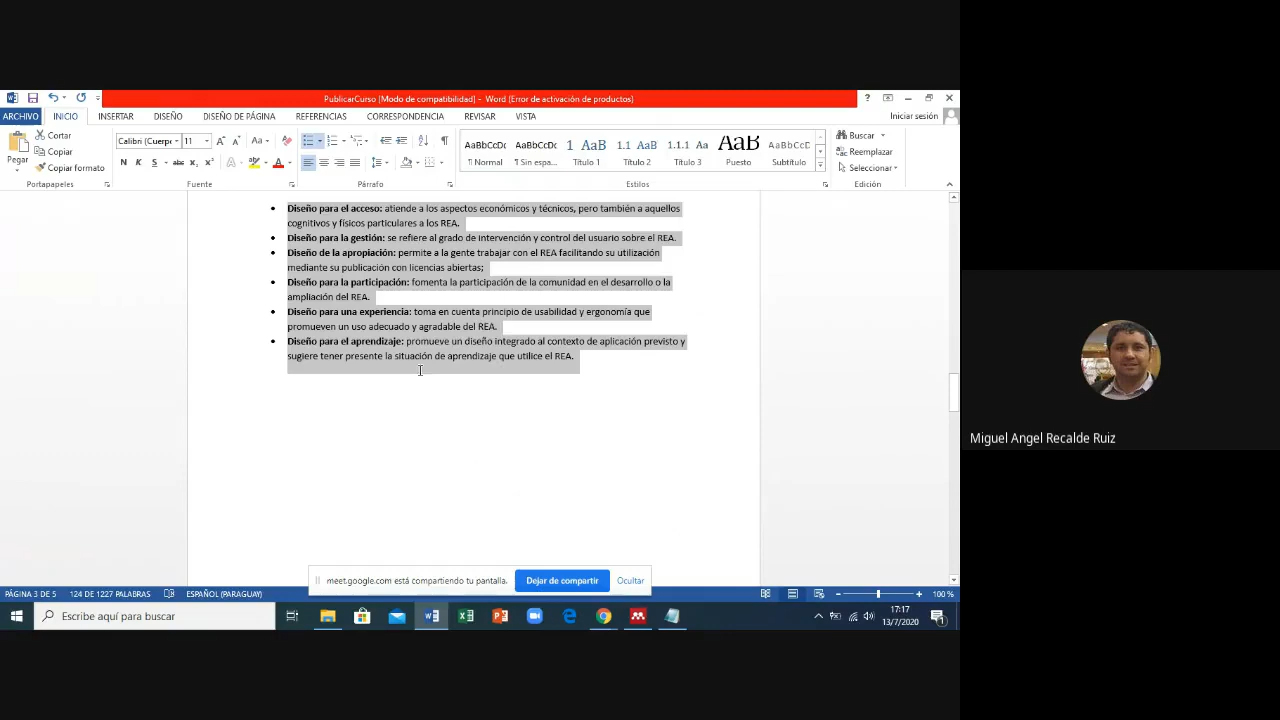 PublicarCurso [Modo de compatibilidad] - Word (Error de activación de productos)
ARCHIVO INICIO INSERTAR DISEÑO DISEÑO DE PÁGINA REFERENCIAS CORRESPONDENCIA REVISAR VISTA Iniciar sesión
Pegar
Cortar
Copiar
Copiar formato
Portapapeles
Calibri (Cuerpo 11
N K S abc x₂ x²
Fuente
Párrafo
AaBbCcDc AaBbCcDc 1 AaB 1.1 AaB 1.1.1 Aa AaB AaBbCcD
¶ Normal ¶ Sin espa... Título 1 Título 2 Título 3 Puesto Subtítulo
Estilos
Buscar
Reemplazar
Seleccionar
Edición
• Diseño para el acceso: atiende a los aspectos económicos y técnicos, pero también a aquellos
cognitivos y físicos particulares a los REA.
• Diseño para la gestión: se refiere al grado de intervención y control del usuario sobre el REA.
• Diseño de la apropiación: permite a la gente trabajar con el REA facilitando su utilización
mediante su publicación con licencias abiertas;
• Diseño para la participación: fomenta la participación de la comunidad en el desarrollo o la
ampliación del REA.
• Diseño para una experiencia: toma en cuenta principio de usabilidad y ergonomía que
promueven un uso adecuado y agradable del REA.
• Diseño para el aprendizaje: promueve un diseño integrado al contexto de aplicación previsto y
sugiere tener presente la situación de aprendizaje que utilice el REA.
Miguel Angel Recalde Ruiz
meet.google.com está compartiendo tu pantalla. Dejar de compartir Ocultar
PÁGINA 3 DE 5 124 DE 1227 PALABRAS ESPAÑOL (PARAGUAY) 100 %
Escribe aquí para buscar
17:17
13/7/2020